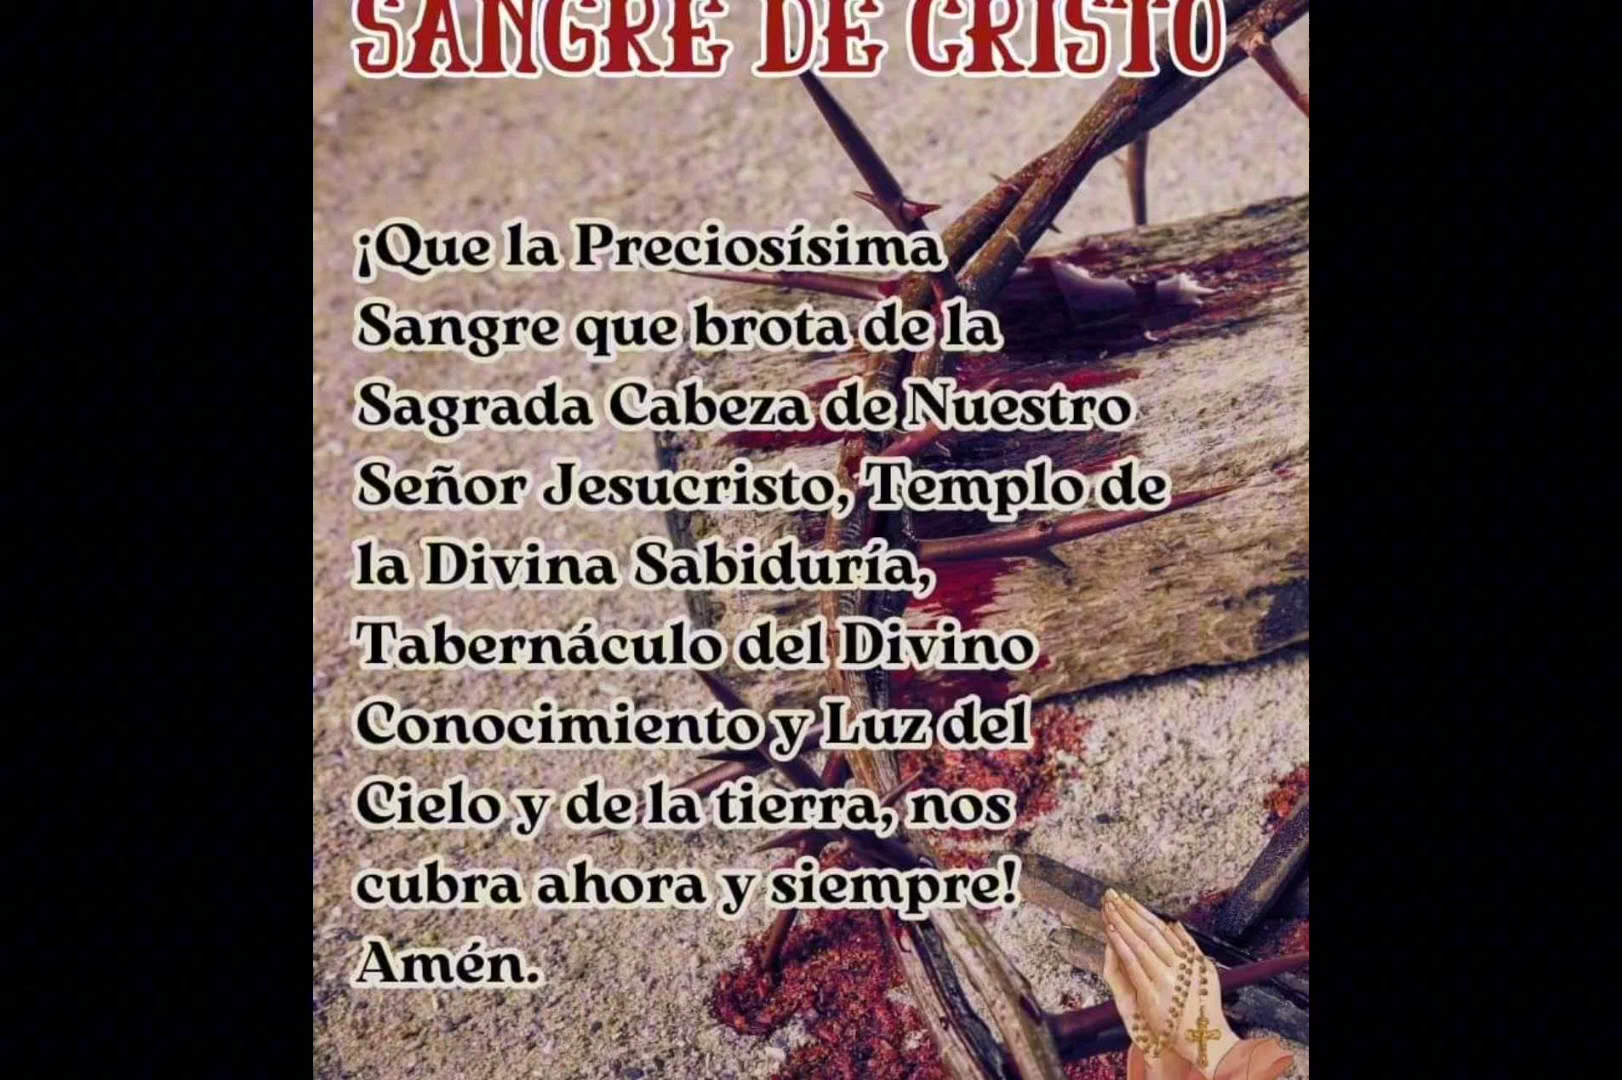 SANGRE DE CRISTO
¡Que la Preciosísima
Sangre que brota de la
Sagrada Cabeza de Nuestro
Señor Jesucristo, Templo de
la Divina Sabiduría,
Tabernáculo del Divino
Conocimiento y Luz del
Cielo y de la tierra, nos
cubra ahora y siempre!
Amén.